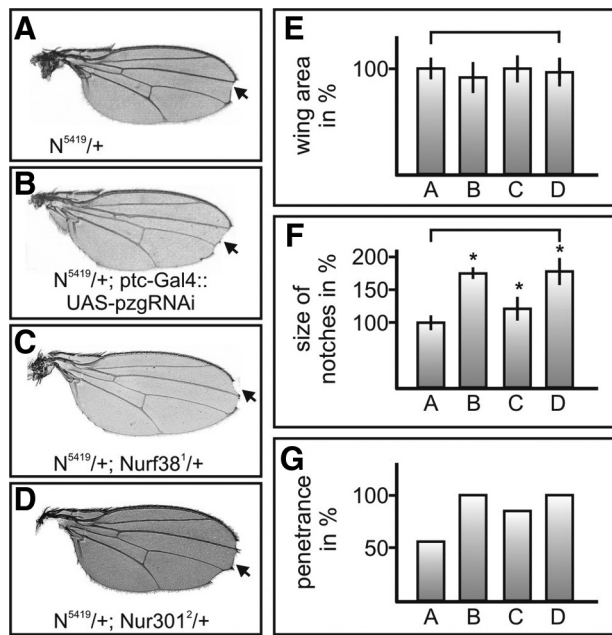 A
N⁵⁴¹⁹/+
B
N⁵⁴¹⁹/+; ptc-Gal4::
UAS-pzgRNAi
C
N⁵⁴¹⁹/+; Nurf38¹/+
D
N⁵⁴¹⁹/+; Nur301²/+
E
wing area
in %
100
A B C D
F
size of
notches in %
200
150
100
* * *
A B C D
G
penetrance
in %
100
50
A B C D